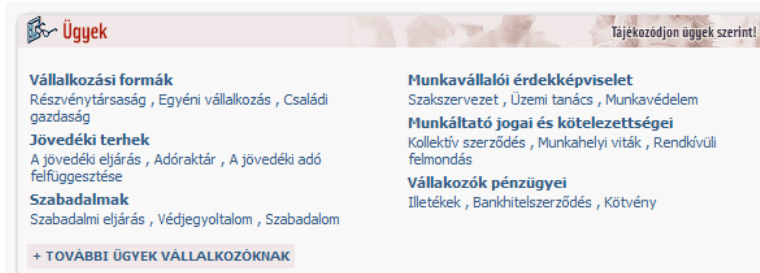 Ügyek
Tájékozódjon ügyek szerint!
Vállalkozási formák
Részvénytársaság , Egyéni vállalkozás , Családi
gazdaság
Jövedéki terhek
A jövedéki eljárás , Adóraktár , A jövedéki adó
felfüggesztése
Szabadalmak
Szabadalmi eljárás , Védjegyoltalom , Szabadalom
Munkavállalói érdekképviselet
Szakszervezet , Üzemi tanács , Munkavédelem
Munkáltató jogai és kötelezettségei
Kollektív szerződés , Munkahelyi viták , Rendkívüli
felmondás
Vállakozók pénzügyei
Illetékek , Bankhitelszerződés , Kötvény
+ TOVÁBBI ÜGYEK VÁLLALKOZÓKNAK